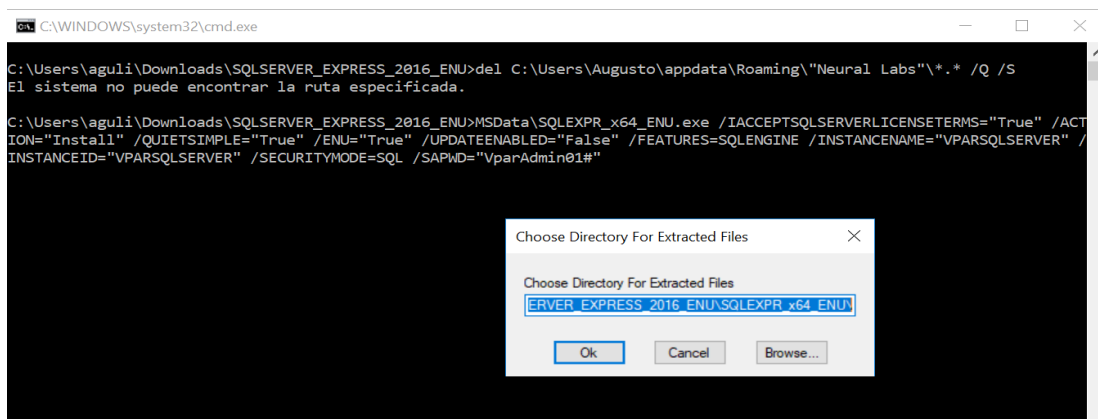 C:\WINDOWS\system32\cmd.exe
C:\Users\aguli\Downloads\SQLSERVER_EXPRESS_2016_ENU>del C:\Users\Augusto\appdata\Roaming\"Neural Labs"\*.* /Q /S
El sistema no puede encontrar la ruta especificada.
C:\Users\aguli\Downloads\SQLSERVER_EXPRESS_2016_ENU>MSData\SQLEXPR_x64_ENU.exe /IACCEPTSQLSERVERLICENSETERMS="True" /ACT
ION="Install" /QUIETSIMPLE="True" /ENU="True" /UPDATEENABLED="False" /FEATURES=SQLENGINE /INSTANCENAME="VPARSQLSERVER" /
INSTANCEID="VPARSQLSERVER" /SECURITYMODE=SQL /SAPWD="VparAdmin01#"
Choose Directory For Extracted Files
Choose Directory For Extracted Files
ERVER_EXPRESS_2016_ENU\SQLEXPR_x64_ENU\
Ok Cancel Browse...